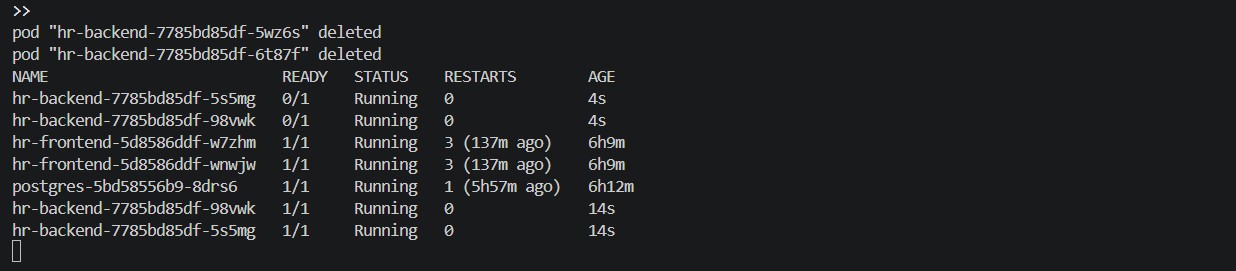 >>
pod "hr-backend-7785bd85df-5wz6s" deleted
pod "hr-backend-7785bd85df-6t87f" deleted
NAME                           READY   STATUS    RESTARTS       AGE
hr-backend-7785bd85df-5s5mg    0/1     Running   0              4s
hr-backend-7785bd85df-98vwk    0/1     Running   0              4s
hr-frontend-5d8586ddf-w7zhm    1/1     Running   3 (137m ago)   6h9m
hr-frontend-5d8586ddf-wnwjw    1/1     Running   3 (137m ago)   6h9m
postgres-5bd58556b9-8drs6      1/1     Running   1 (5h57m ago)  6h12m
hr-backend-7785bd85df-98vwk    1/1     Running   0              14s
hr-backend-7785bd85df-5s5mg    1/1     Running   0              14s